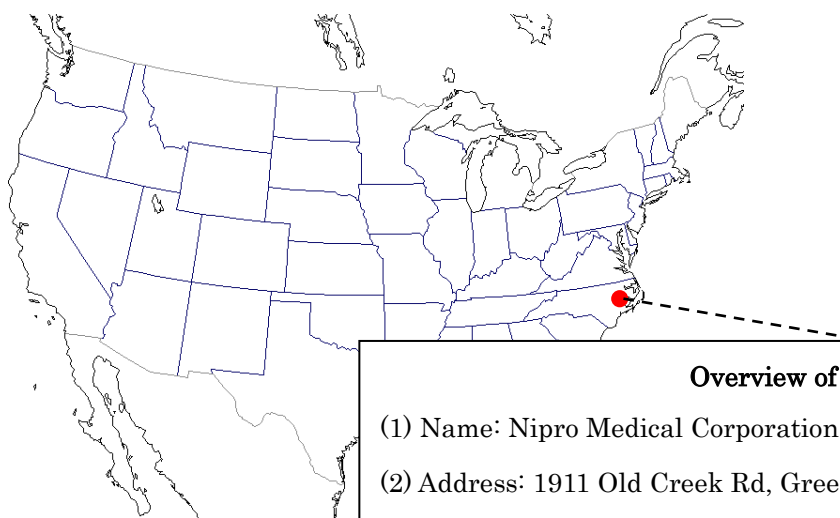 Overview of
(1) Name: Nipro Medical Corporation
(2) Address: 1911 Old Creek Rd, Gree